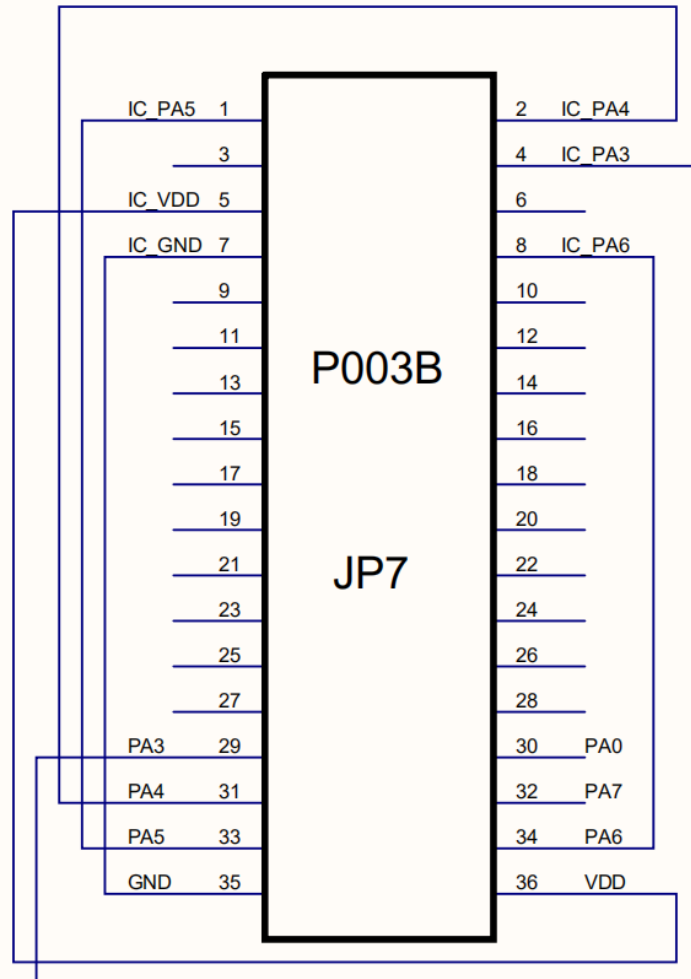 IC_PA5 1 2 IC_PA4
3 4 IC_PA3
IC_VDD 5 6
IC_GND 7 8 IC_PA6
9 10
11 12
P003B
13 14
15 16
17 18
19 20
21 22
JP7
23 24
25 26
27 28
PA3 29 30 PA0
PA4 31 32 PA7
PA5 33 34 PA6
GND 35 36 VDD